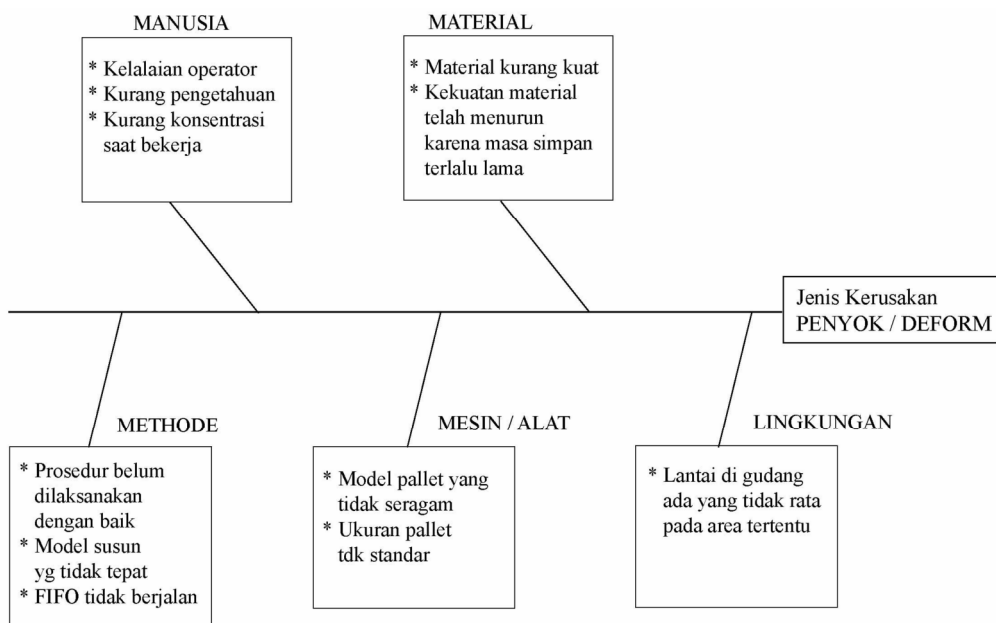 MANUSIA
* Kelalaian operator
* Kurang pengetahuan
* Kurang konsentrasi
saat bekerja
MATERIAL
* Material kurang kuat
* Kekuatan material
telah menurun
karena masa simpan
terlalu lama
Jenis Kerusakan
PENYOK / DEFORM
METHODE
* Prosedur belum
dilaksanakan
dengan baik
* Model susun
yg tidak tepat
* FIFO tidak berjalan
MESIN / ALAT
* Model pallet yang
tidak seragam
* Ukuran pallet
tdk standar
LINGKUNGAN
* Lantai di gudang
ada yang tidak rata
pada area tertentu